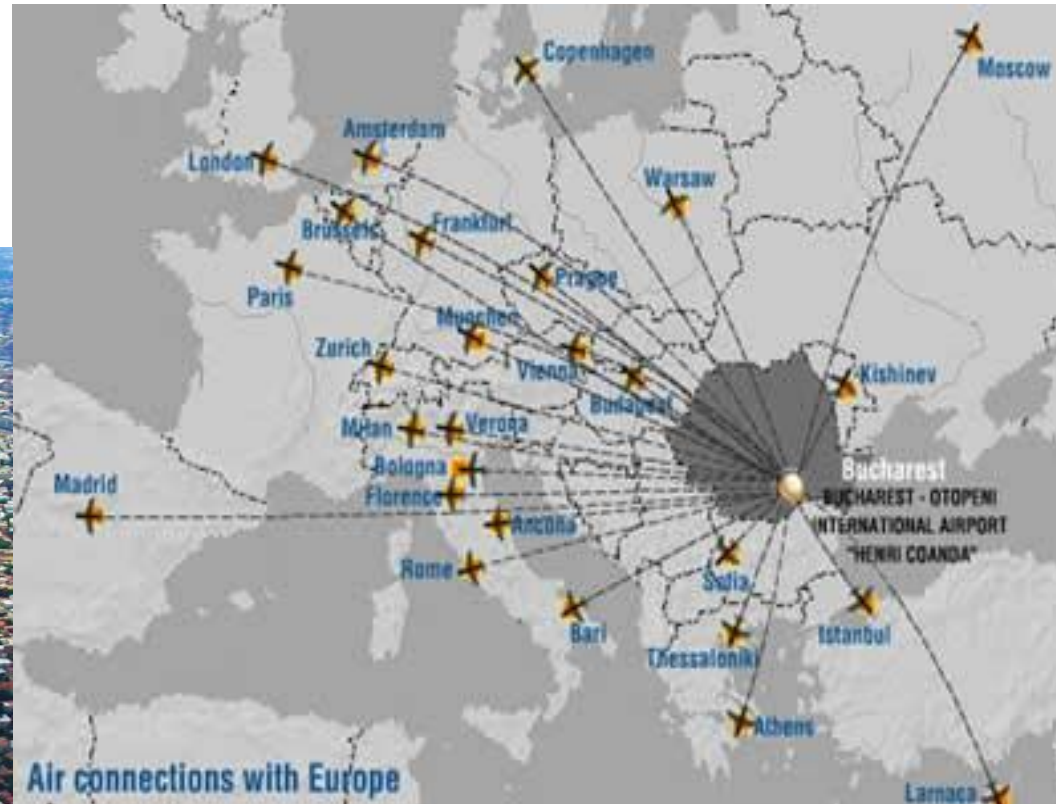 Copenhagen
Moscow
Amsterdam
London
Warsaw
Brussels
Frankfurt
Prague
Paris
Munchen
Zurich
Vienna
Kishinev
Budapest
Milan
Verona
Bologna
Bucharest
Madrid
Florence
BUCHAREST - OTOPENI
Ancona
INTERNATIONAL AIRPORT
"HENRI COANDA"
Rome
Sofia
Bari
Istanbul
Thessaloniki
Athens
Air connections with Europe
Larnaca